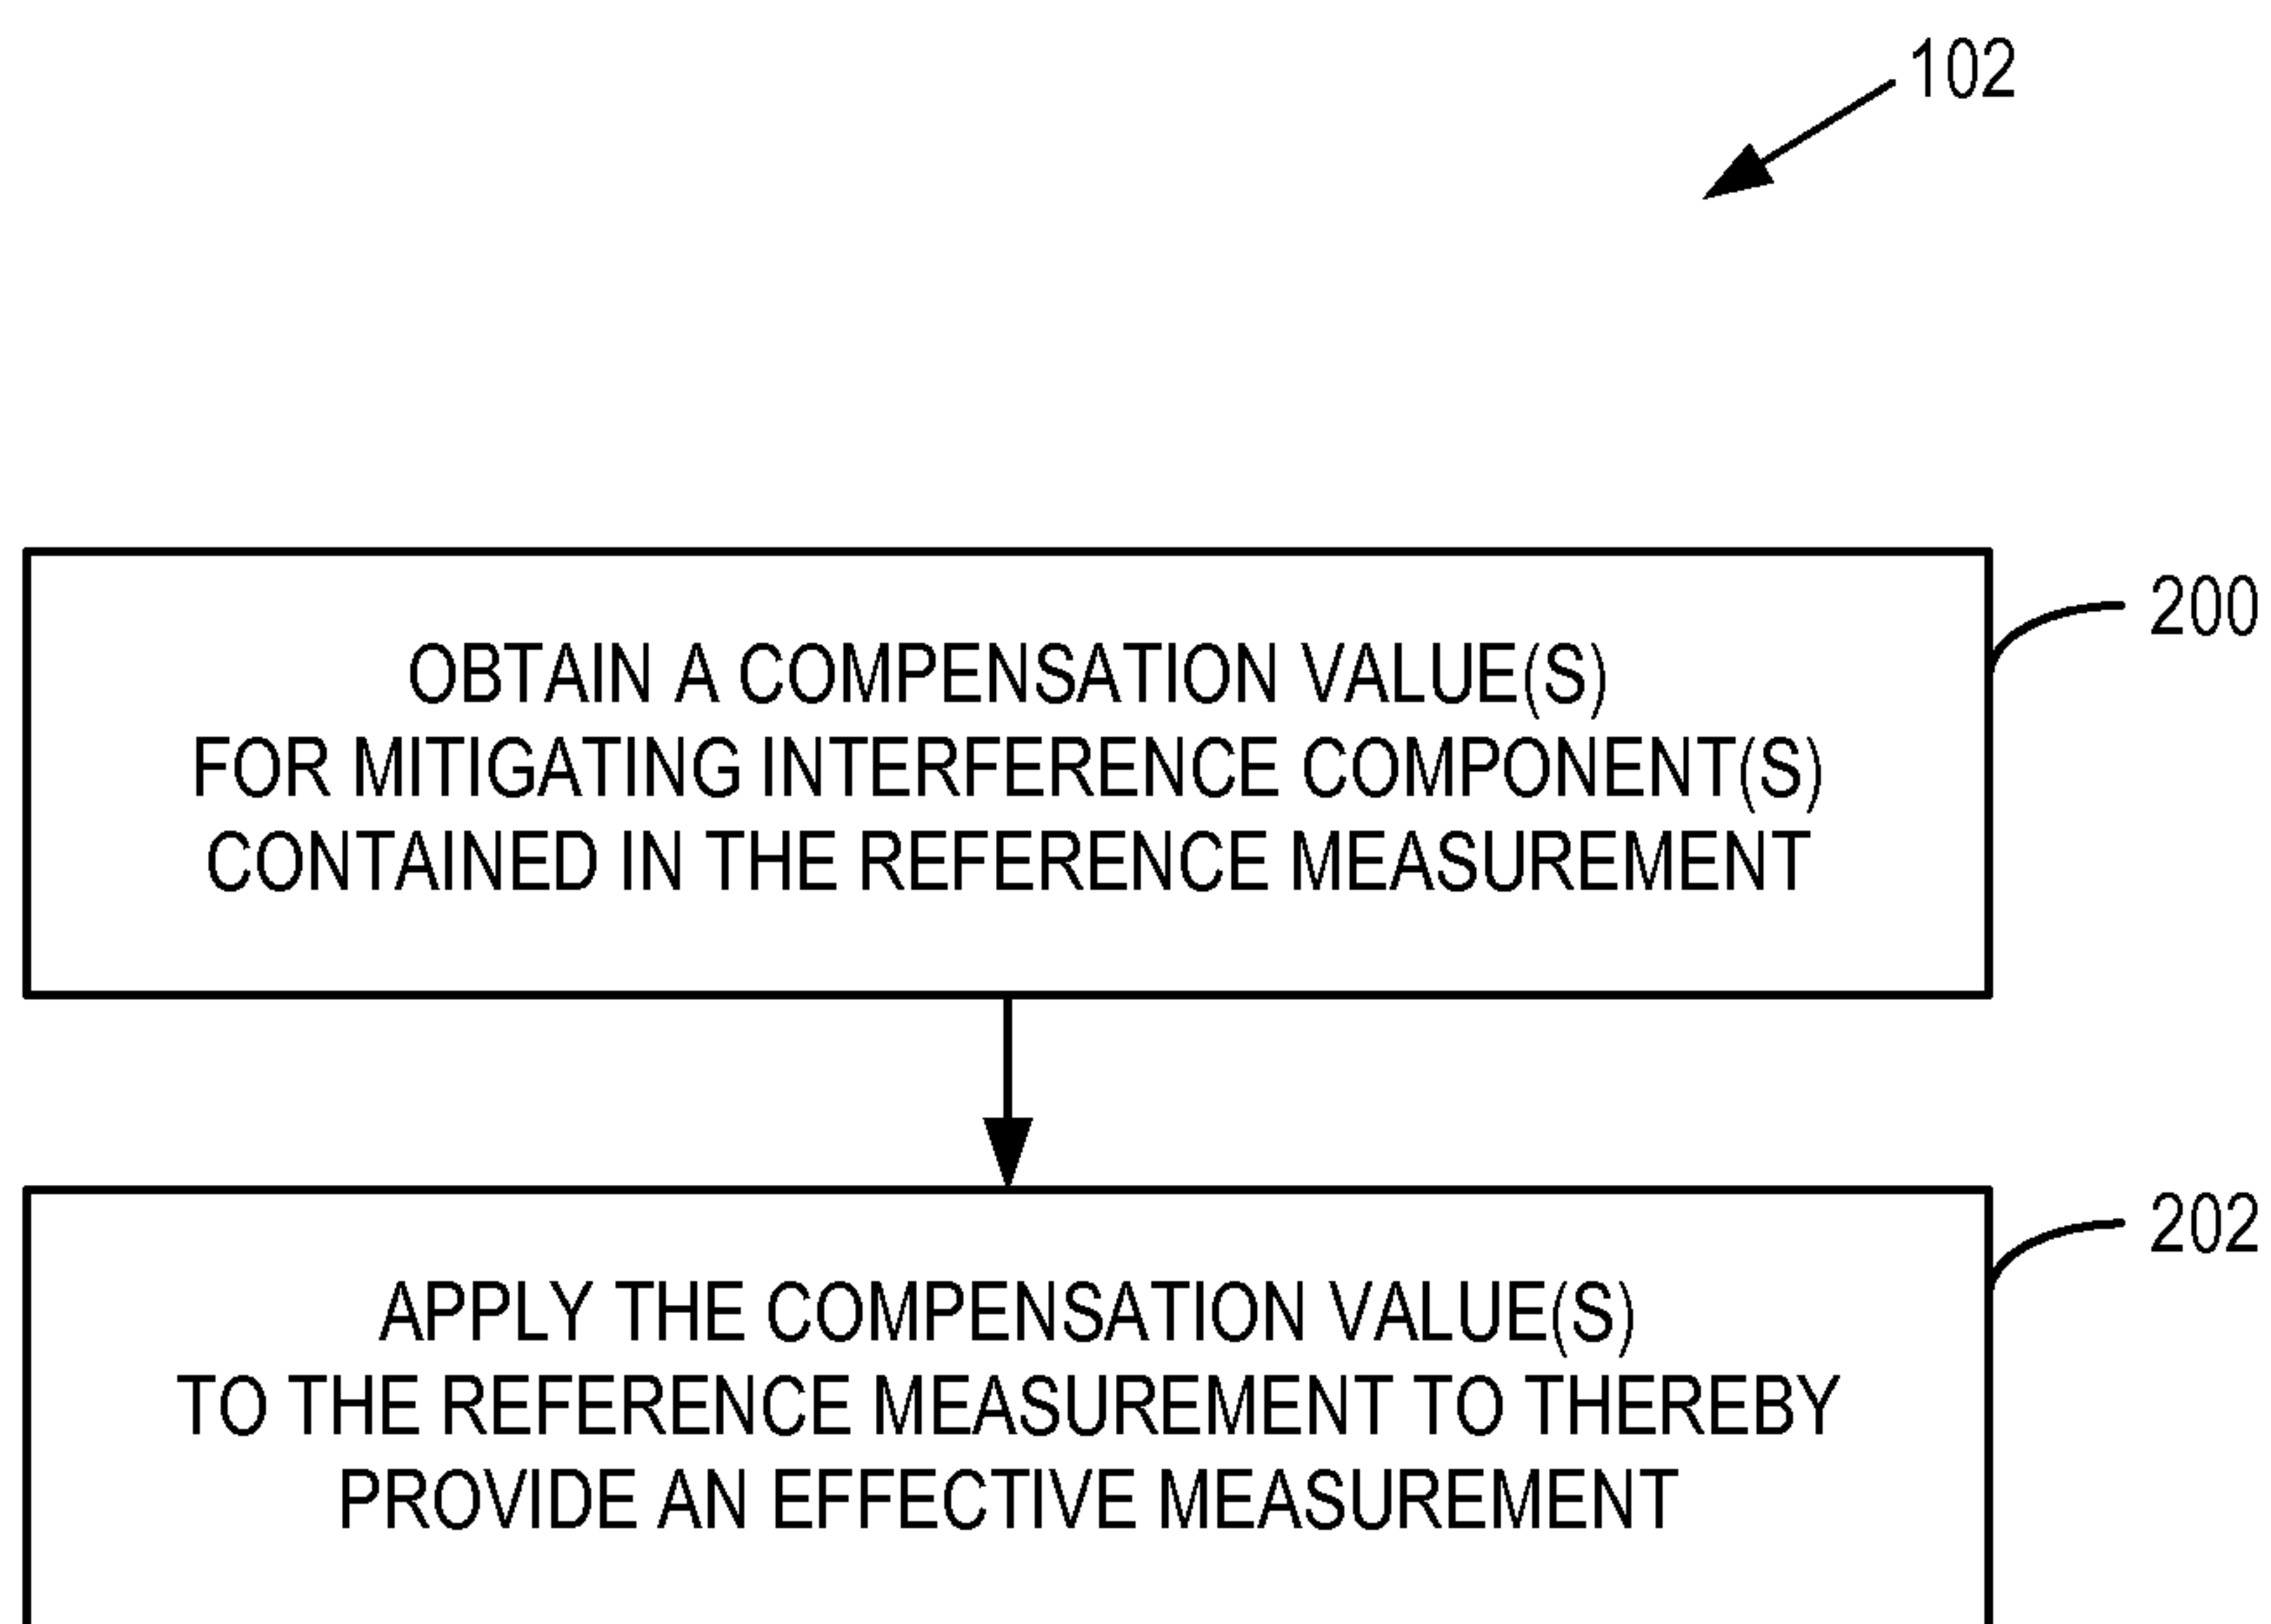 102
200
OBTAIN A COMPENSATION VALUE(S)
FOR MITIGATING INTERFERENCE COMPONENT(S)
CONTAINED IN THE REFERENCE MEASUREMENT
202
APPLY THE COMPENSATION VALUE(S)
TO THE REFERENCE MEASUREMENT TO THEREBY
PROVIDE AN EFFECTIVE MEASUREMENT